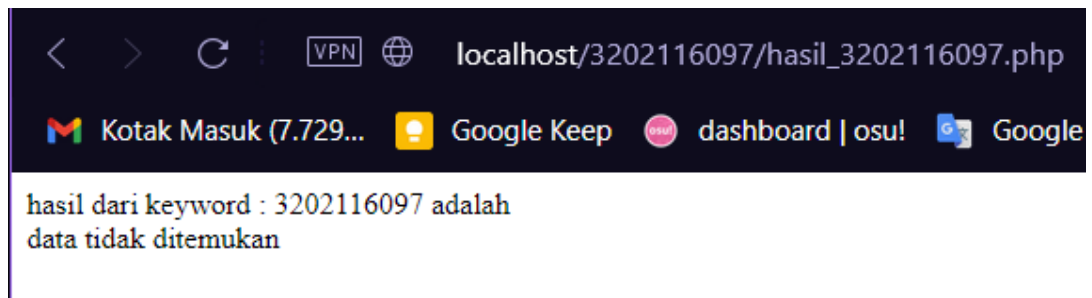 VPN localhost/3202116097/hasil_3202116097.php
Kotak Masuk (7.729... Google Keep osu! dashboard | osu! Google
hasil dari keyword : 3202116097 adalah
data tidak ditemukan